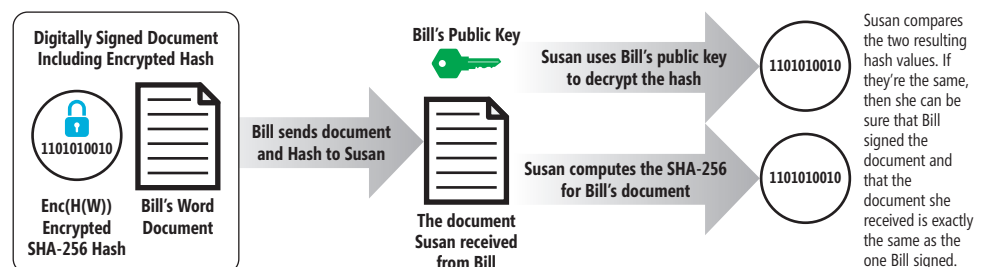 Digitally Signed Document
Including Encrypted Hash
1101010010
Enc(H(W))
Encrypted
SHA-256 Hash
Bill's Word
Document
Bill sends document
and Hash to Susan
Bill's Public Key
The document
Susan received
from Bill
Susan uses Bill's public key
to decrypt the hash
1101010010
Susan computes the SHA-256
for Bill's document
1101010010
Susan compares
the two resulting
hash values. If
they're the same,
then she can be
sure that Bill
signed the
document and
that the
document she
received is exactly
the same as the
one Bill signed.